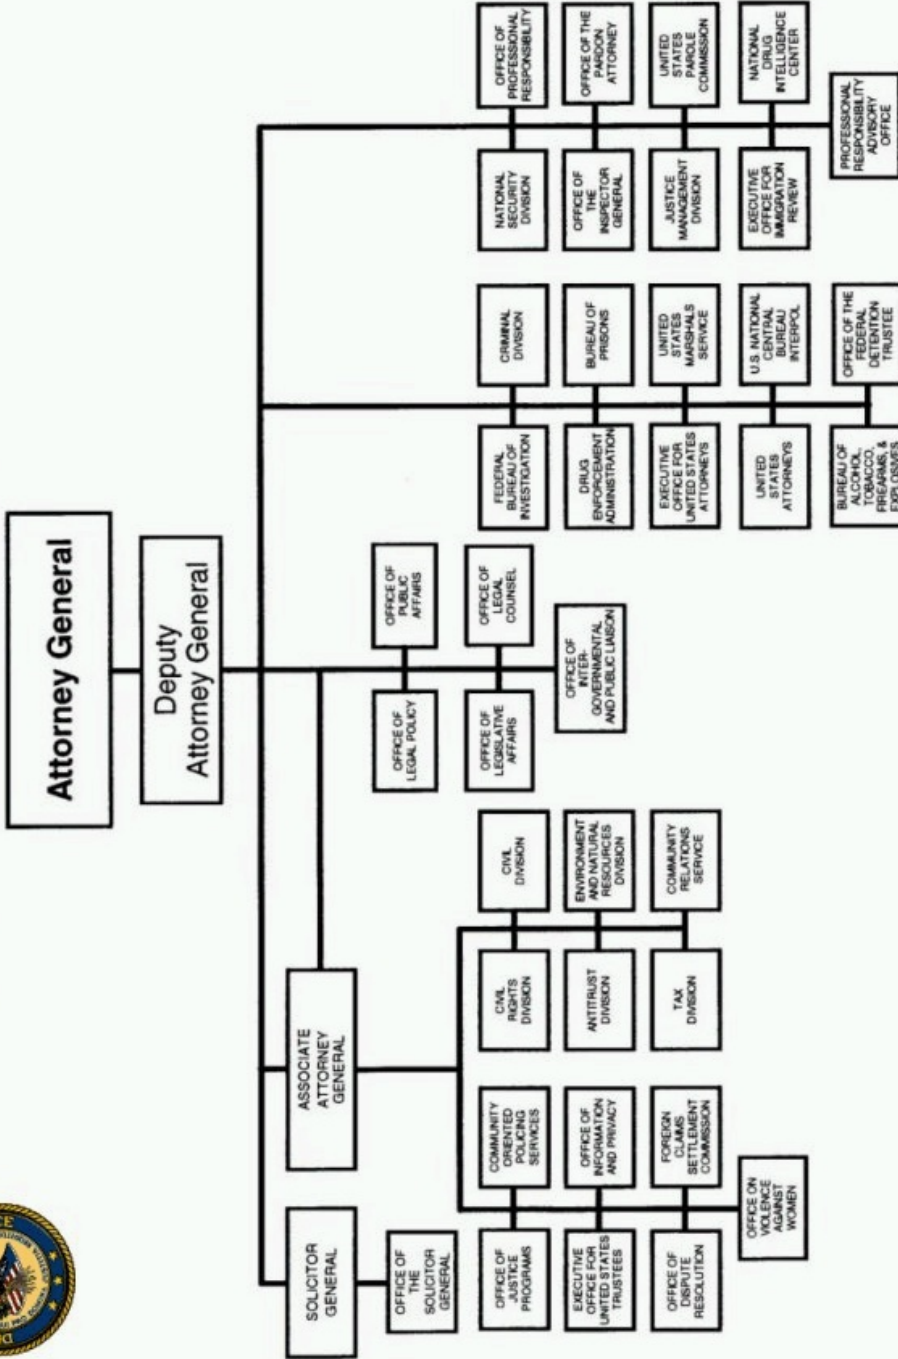 Attorney General
Deputy
Attorney General
SOLICITOR
GENERAL
OFFICE OF
THE
SOLICITOR
GENERAL
ASSOCIATE
ATTORNEY
GENERAL
OFFICE OF
JUSTICE
PROGRAMS
COMMUNITY
ORIENTED
POLICING
SERVICES
EXECUTIVE
OFFICE FOR
UNITED STATES
TRUSTEES
OFFICE OF
INFORMATION
AND PRIVACY
OFFICE OF
DISPUTE
RESOLUTION
FOREIGN
CLAIMS
SETTLEMENT
COMMISSION
OFFICE ON
VIOLENCE
AGAINST
WOMEN
CIVIL
RIGHTS
DIVISION
CIVIL
DIVISION
ANTITRUST
DIVISION
ENVIRONMENT
AND NATURAL
RESOURCES
DIVISION
TAX
DIVISION
COMMUNITY
RELATIONS
SERVICE
OFFICE OF
LEGAL POLICY
OFFICE OF
PUBLIC
AFFAIRS
OFFICE OF
LEGISLATIVE
AFFAIRS
OFFICE OF
LEGAL
COUNSEL
OFFICE OF
INTER-
GOVERNMENTAL
AND PUBLIC LIAISON
FEDERAL
BUREAU OF
INVESTIGATION
CRIMINAL
DIVISION
DRUG
ENFORCEMENT
ADMINISTRATION
BUREAU OF
PRISONS
EXECUTIVE
OFFICE FOR
UNITED STATES
ATTORNEYS
UNITED
STATES
MARSHALS
SERVICE
UNITED
STATES
ATTORNEYS
U.S. NATIONAL
CENTRAL
BUREAU
INTERPOL
BUREAU OF
ALCOHOL,
TOBACCO,
FIREARMS, &
EXPLOSIVES
OFFICE OF THE
FEDERAL
DETENTION
TRUSTEE
NATIONAL
SECURITY
DIVISION
OFFICE OF
PROFESSIONAL
RESPONSIBILITY
OFFICE OF
THE
INSPECTOR
GENERAL
OFFICE OF THE
PARDON
ATTORNEY
JUSTICE
MANAGEMENT
DIVISION
UNITED
STATES
PAROLE
COMMISSION
EXECUTIVE
OFFICE FOR
IMMIGRATION
REVIEW
NATIONAL
DRUG
INTELLIGENCE
CENTER
PROFESSIONAL
RESPONSIBILITY
ADVISORY
OFFICE